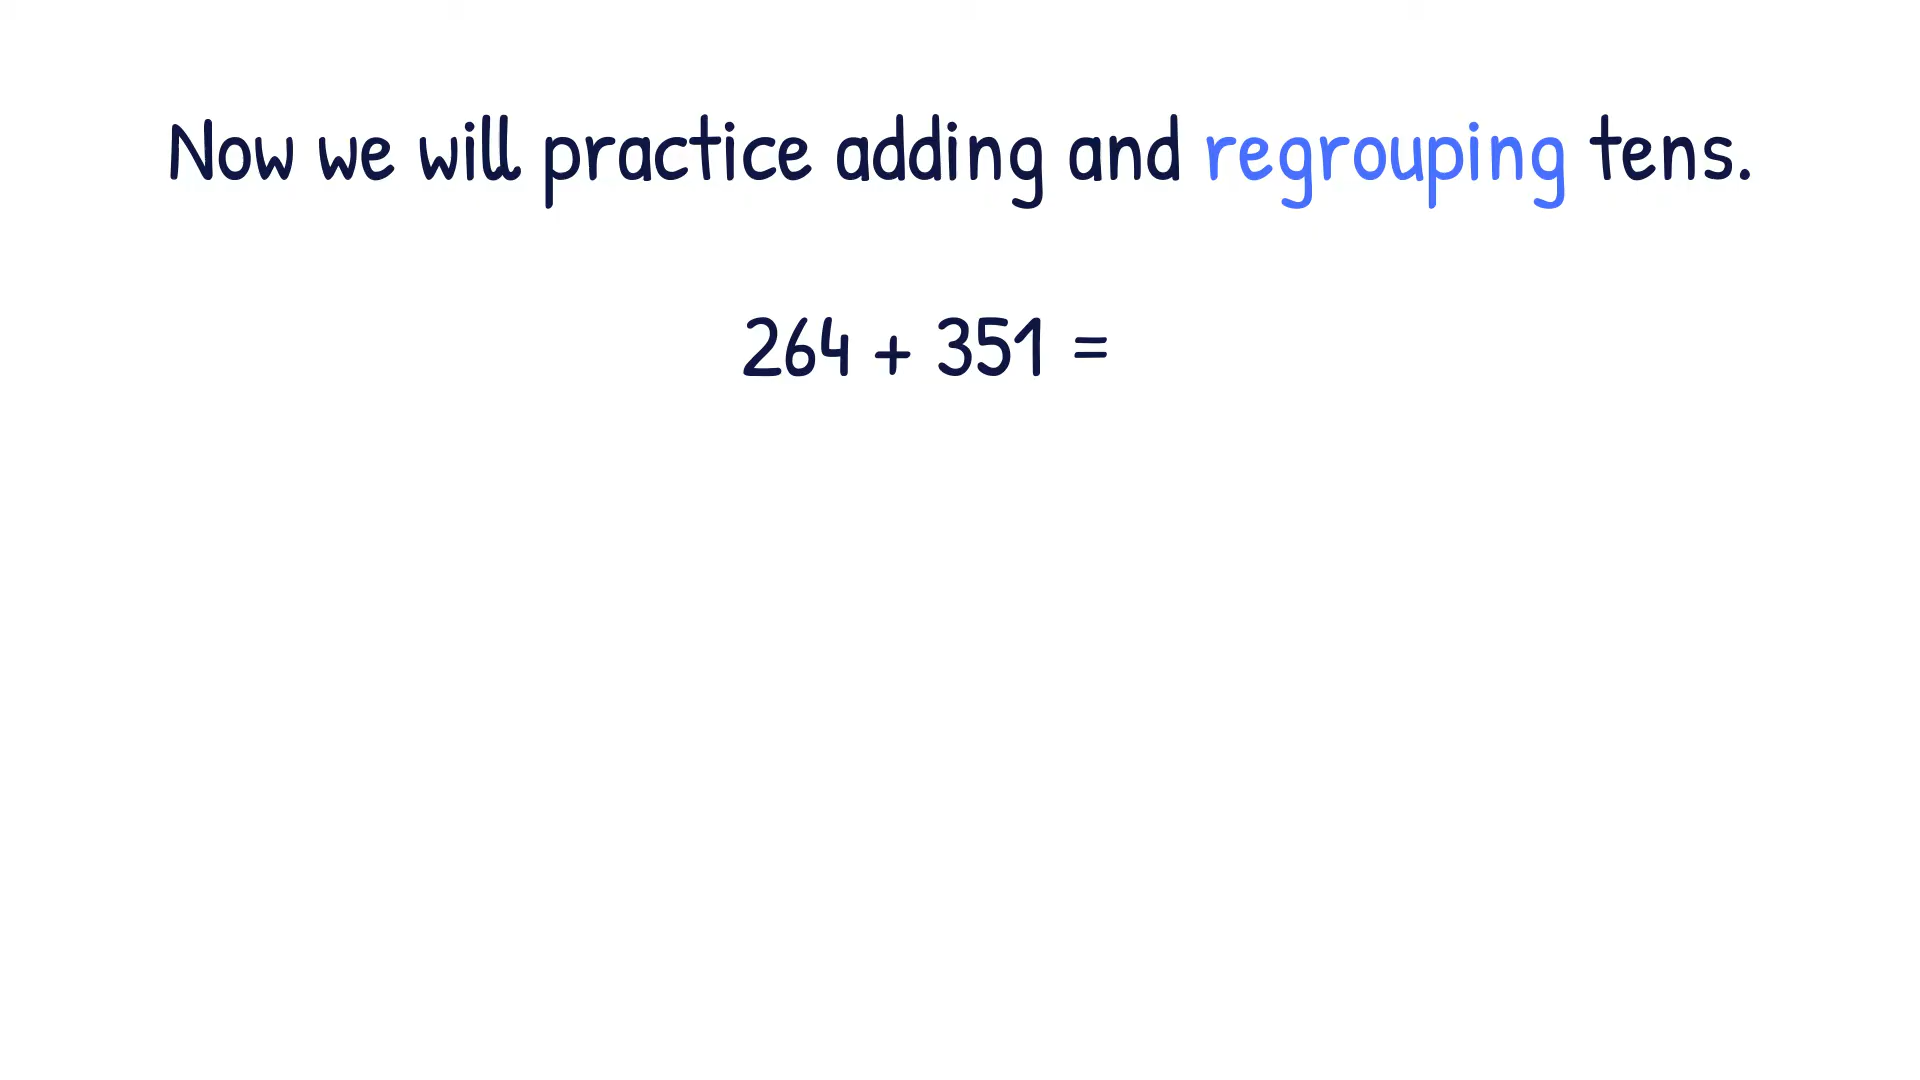 Now we will practice adding and regrouping tens.
264 + 351 =